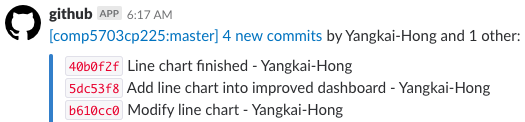 github APP 6:17 AM
[comp5703cp225:master] 4 new commits by Yangkai-Hong and 1 other:
40b0f2f Line chart finished - Yangkai-Hong
5dc53f8 Add line chart into improved dashboard - Yangkai-Hong
b610cc0 Modify line chart - Yangkai-Hong